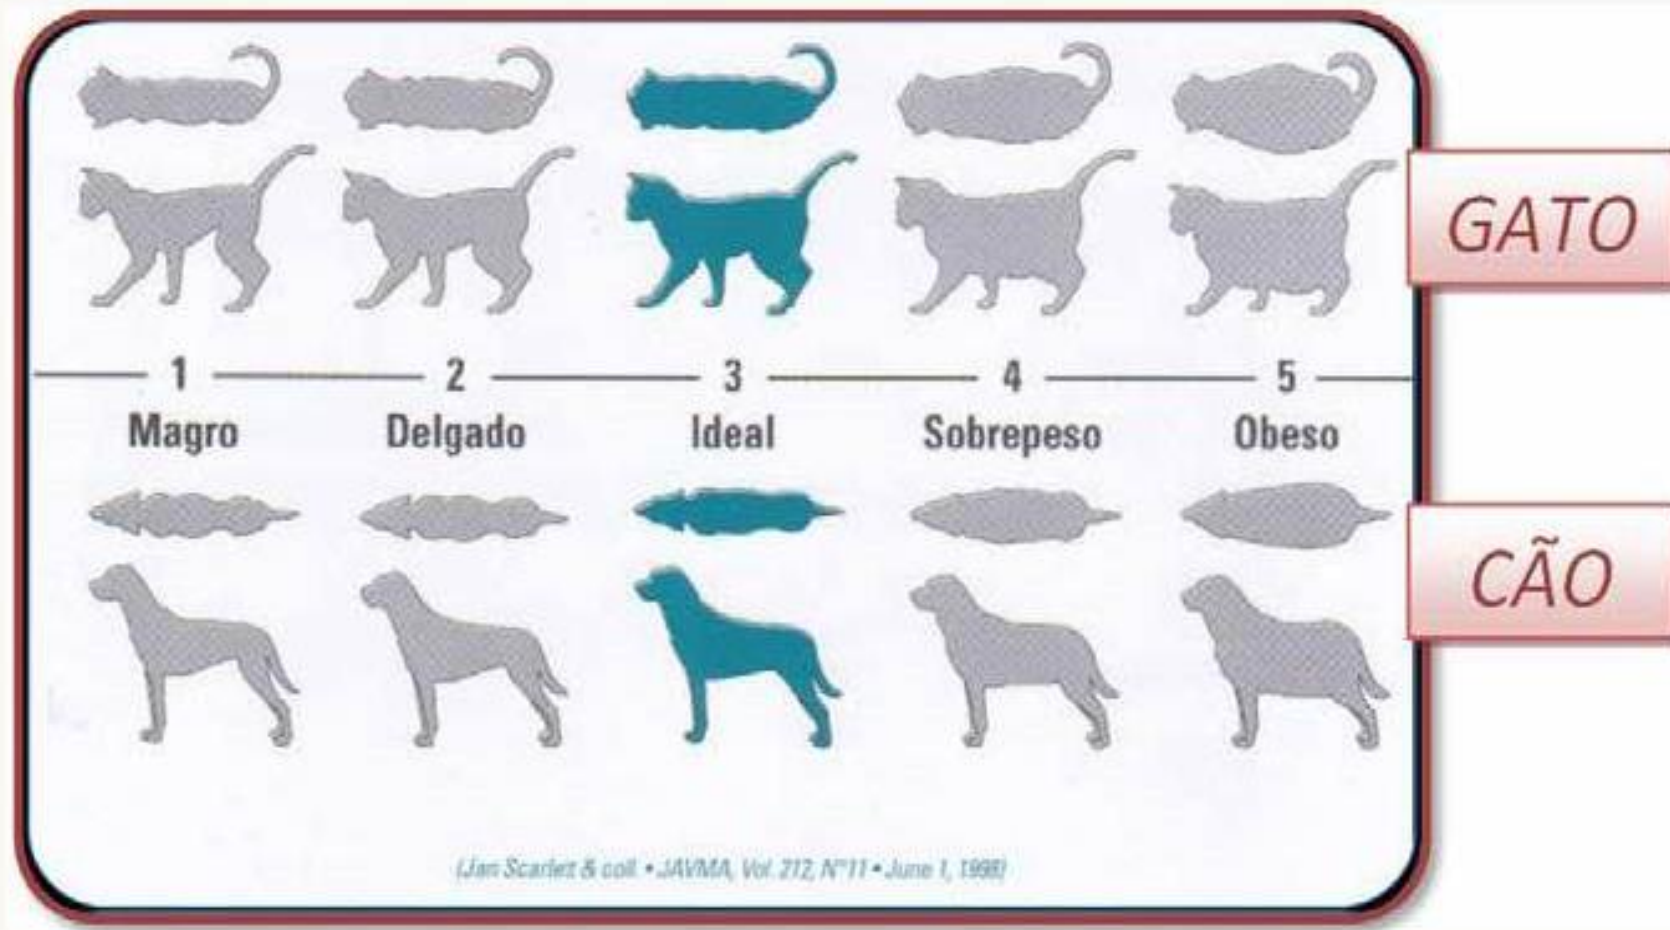 GATO
1 2 3 4 5
Magro Delgado Ideal Sobrepeso Obeso
CÃO
(Jan Scarlet & coll. • JAVMA, Vol. 212, N°11 • June 1, 1998)